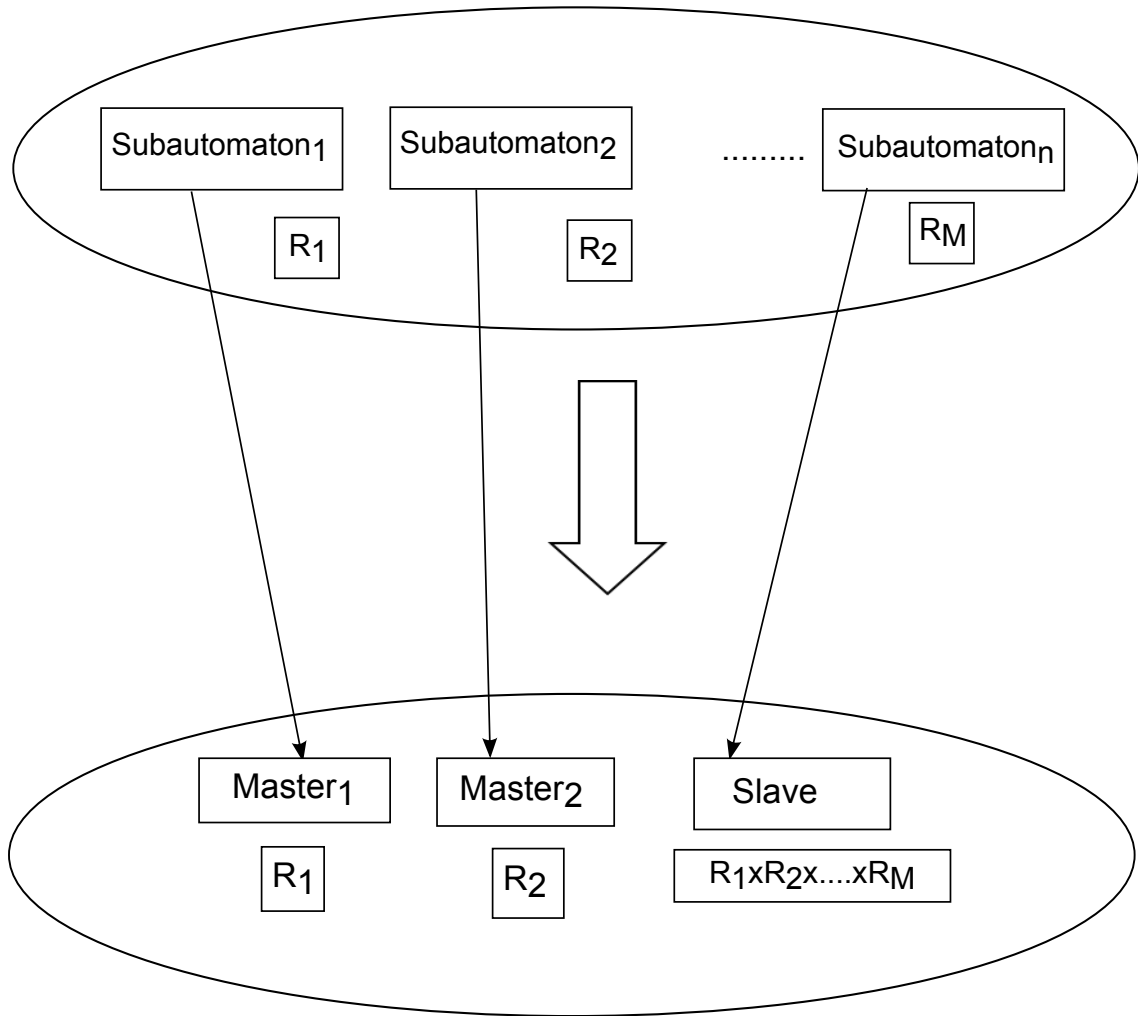 Subautomaton1 Subautomaton2 ......... Subautomatonn
R1 R2 RM
Master1 Master2 Slave
R1 R2 R1xR2x....xRM